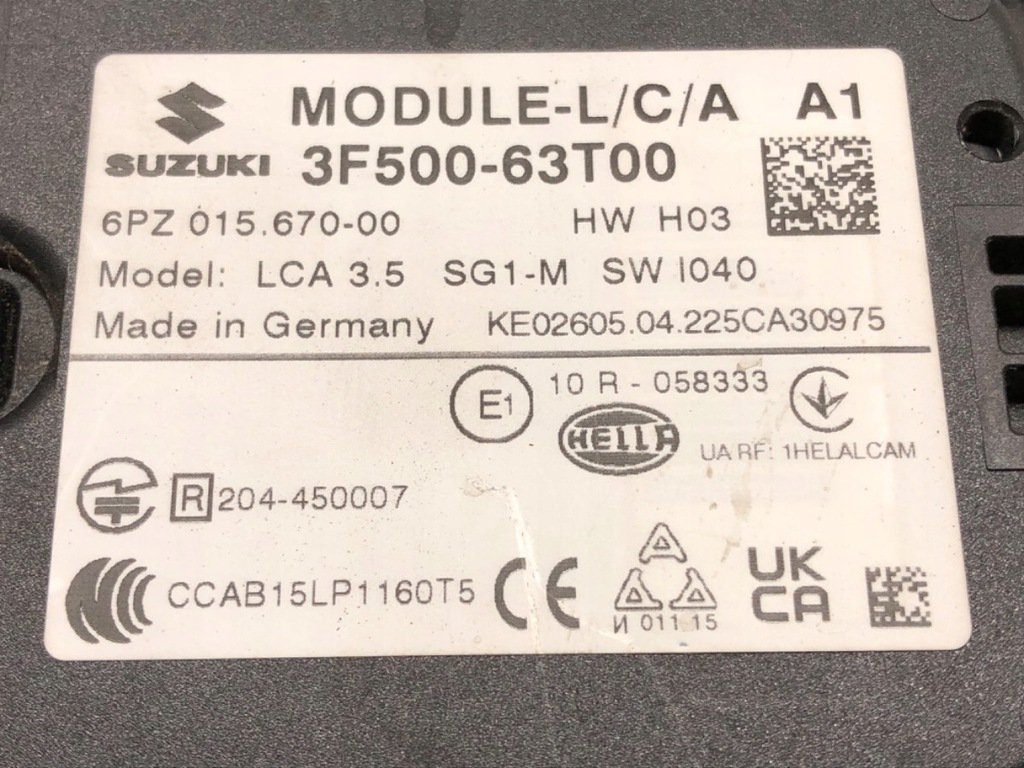 MODULE-L/C/A A1
SUZUKI 3F500-63T00
6PZ 015.670-00 HW H03
Model: LCA 3.5 SG1-M SW I040
Made in Germany KE02605.04.225CA30975
E1 10 R - 058333
HELLA
UA RF: 1HELALCAM
R 204-450007
CCAB15LP1160T5 CE
A A A
И 011 15
UK
CA